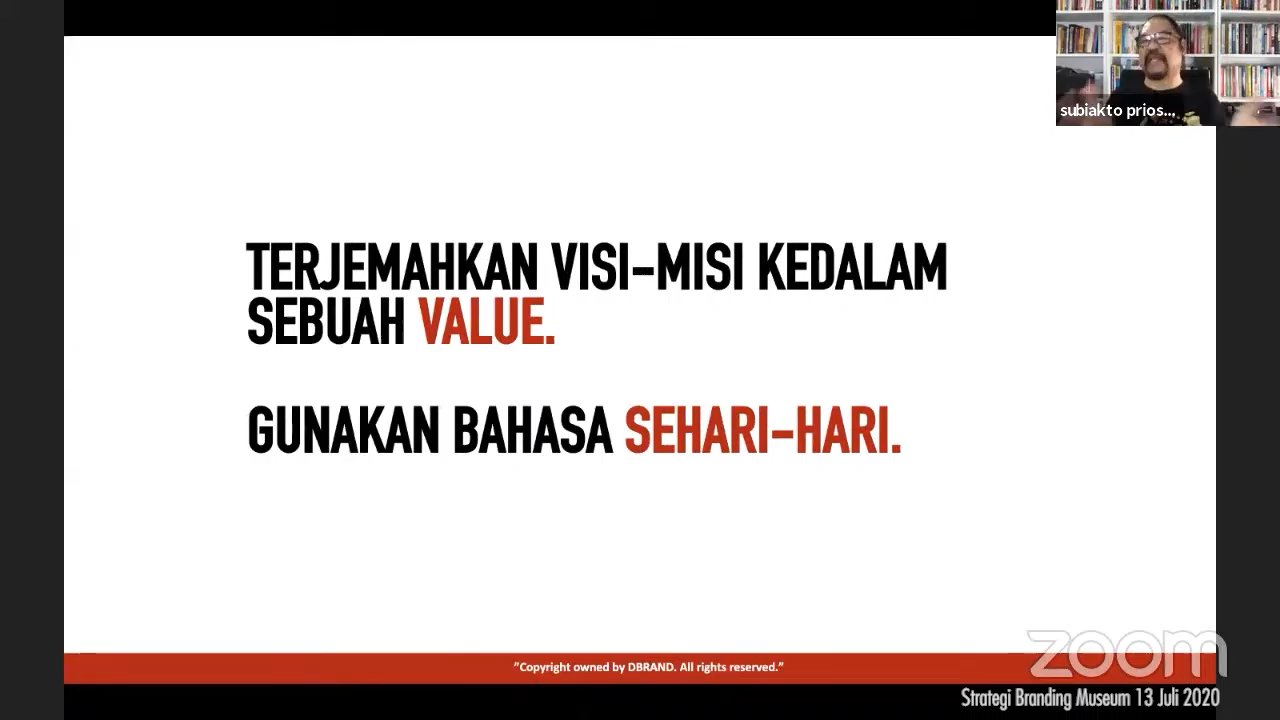 subiakto prios...
TERJEMAHKAN VISI-MISI KEDALAM
SEBUAH VALUE.
GUNAKAN BAHASA SEHARI-HARI.
"Copyright owned by DBRAND. All rights reserved."
zoom
Strategi Branding Museum 13 Juli 2020